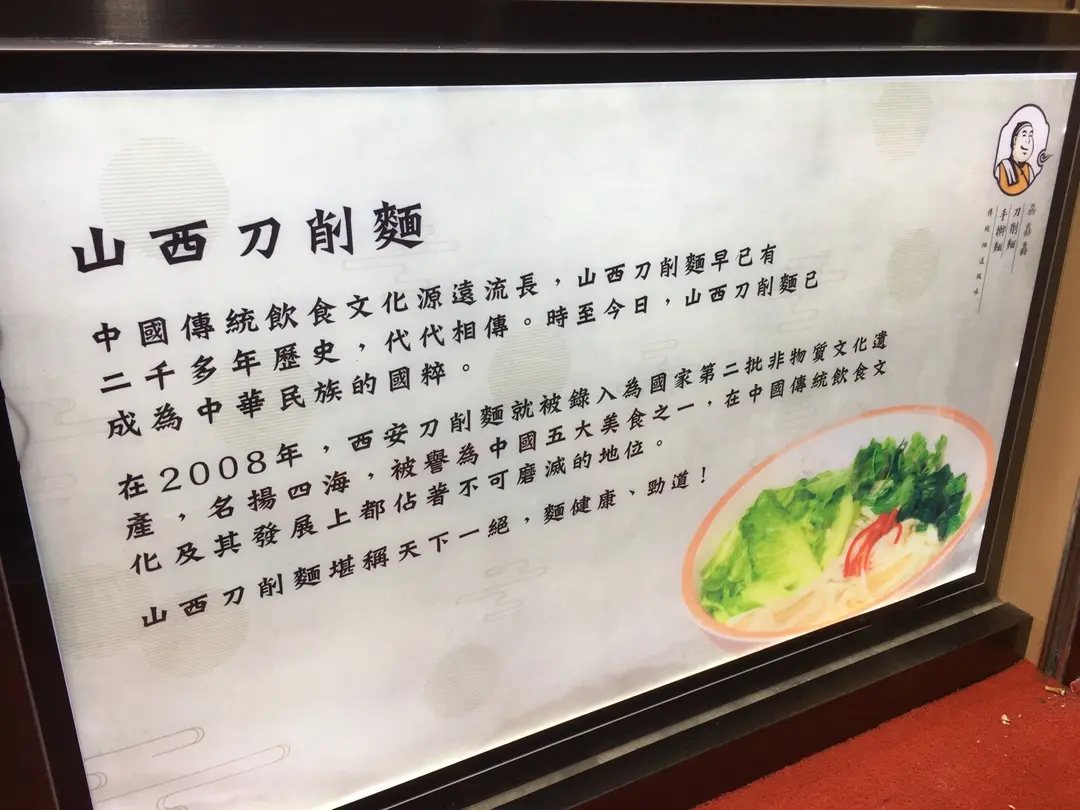 山西刀削麵
中國傳統飲食文化源遠流長，山西刀削麵早已有
二千多年歷史，代代相傳。時至今日，山西刀削麵已
成為中華民族的國粹。
在2008年，西安刀削麵就被錄入為國家第二批非物質文化遺
產，名揚四海，被譽為中國五大美食之一，在中國傳統飲食文
化及其發展上都佔著不可磨滅的地位。
山西刀削麵堪稱天下一絕，麵健康、勁道！
刀削麵
手擀麵